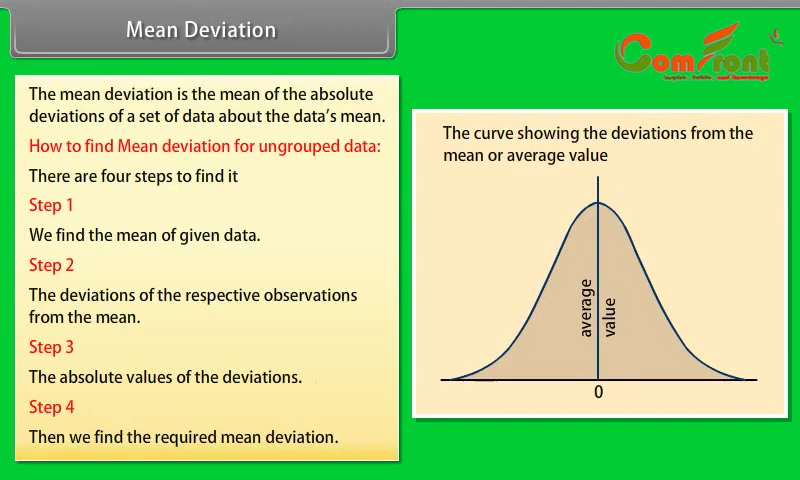 Mean Deviation
ComFront
The mean deviation is the mean of the absolute
deviations of a set of data about the data's mean.
How to find Mean deviation for ungrouped data:
There are four steps to find it
Step 1
We find the mean of given data.
Step 2
The deviations of the respective observations
from the mean.
Step 3
The absolute values of the deviations.
Step 4
Then we find the required mean deviation.
The curve showing the deviations from the
mean or average value
average
value
0